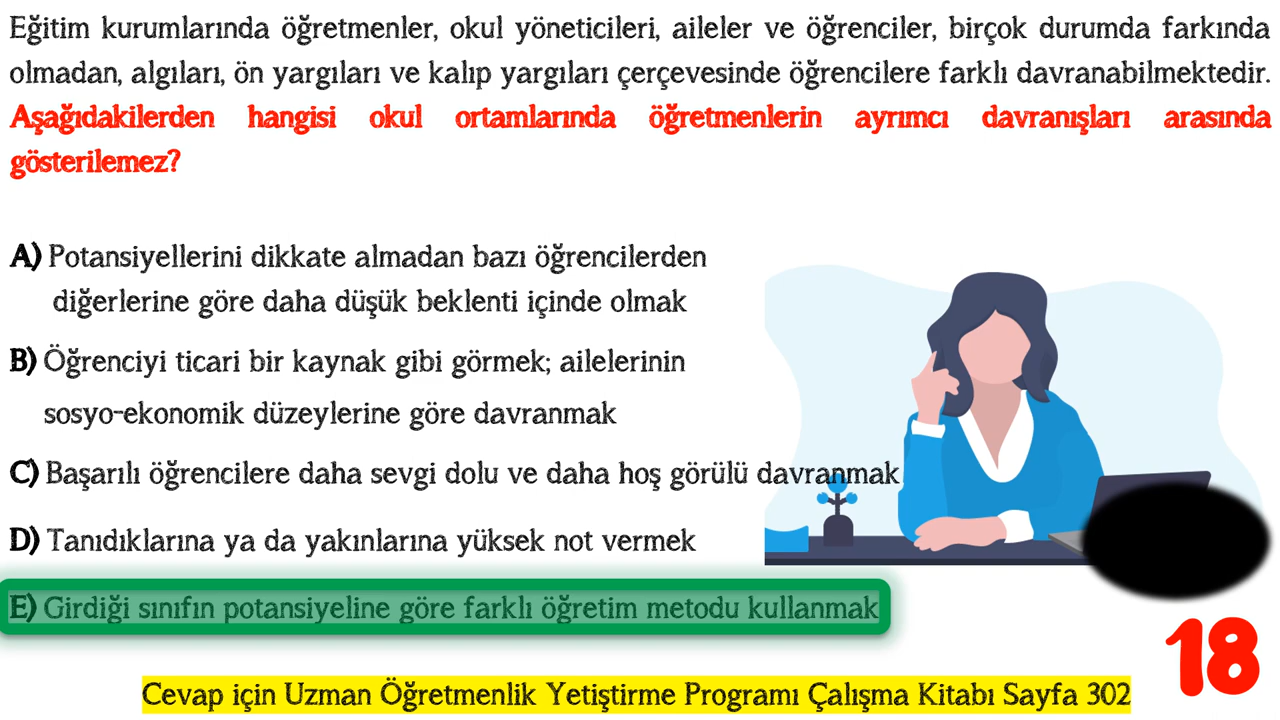 Eğitim kurumlarında öğretmenler, okul yöneticileri, aileler ve öğrenciler, birçok durumda farkında
olmadan, algıları, ön yargıları ve kalıp yargıları çerçevesinde öğrencilere farklı davranabilmektedir.
Aşağıdakilerden hangisi okul ortamlarında öğretmenlerin ayrımcı davranışları arasında
gösterilemez?
A) Potansiyellerini dikkate almadan bazı öğrencilerden
diğerlerine göre daha düşük beklenti içinde olmak
B) Öğrenciyi ticari bir kaynak gibi görmek; ailelerinin
sosyo-ekonomik düzeylerine göre davranmak
C) Başarılı öğrencilere daha sevgi dolu ve daha hoş görülü davranmak
D) Tanıdıklarına ya da yakınlarına yüksek not vermek
E) Girdiği sınıfın potansiyeline göre farklı öğretim metodu kullanmak
18
Cevap için Uzman Öğretmenlik Yetiştirme Programı Çalışma Kitabı Sayfa 302